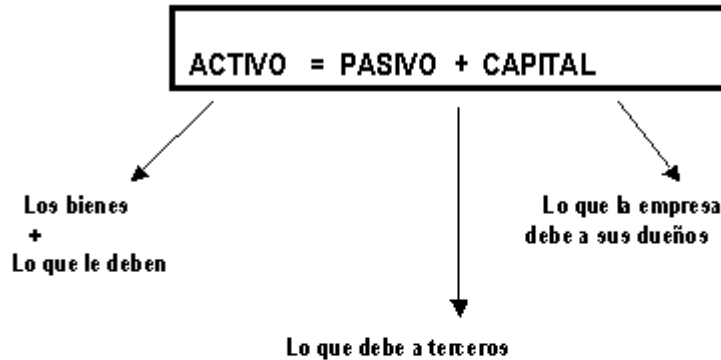 ACTIVO = PASIVO + CAPITAL
Los bienes
+
Lo que le deben
Lo que debe a terceros
Lo que la empresa
debe a sus dueños